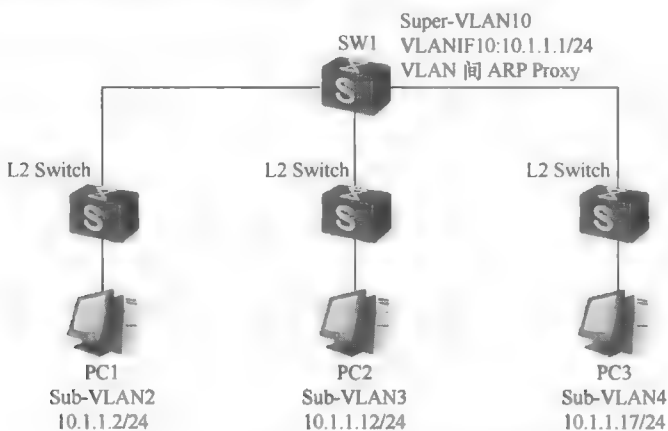 Super-VLAN10
SW1
VLANIF10:10.1.1.1/24
VLAN 间 ARP Proxy
L2 Switch
L2 Switch
L2 Switch
PC1
PC2
PC3
Sub-VLAN2
Sub-VLAN3
Sub-VLAN4
10.1.1.2/24
10.1.1.12/24
10.1.1.17/24